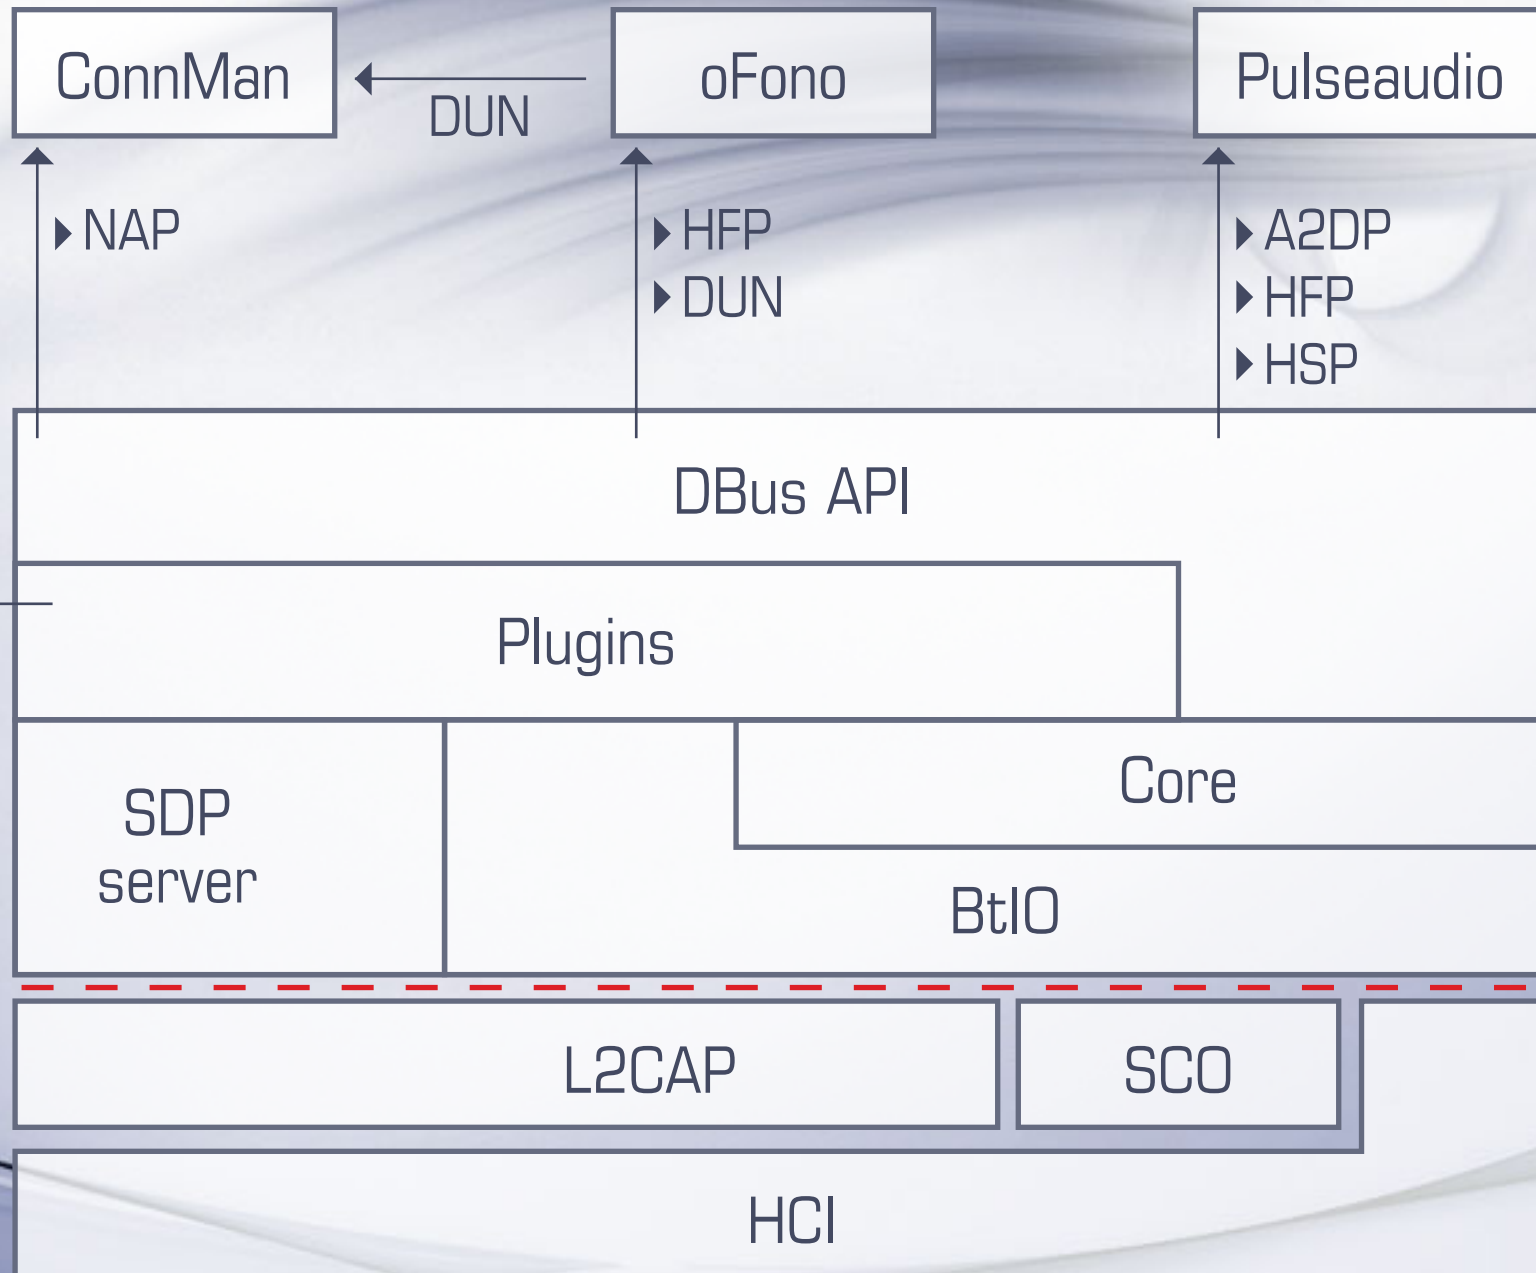 ConnMan
DUN
oFono
Pulseaudio
NAP
HFP
DUN
A2DP
HFP
HSP
DBus API
Plugins
SDP
server
Core
BtIO
L2CAP
SCO
HCI